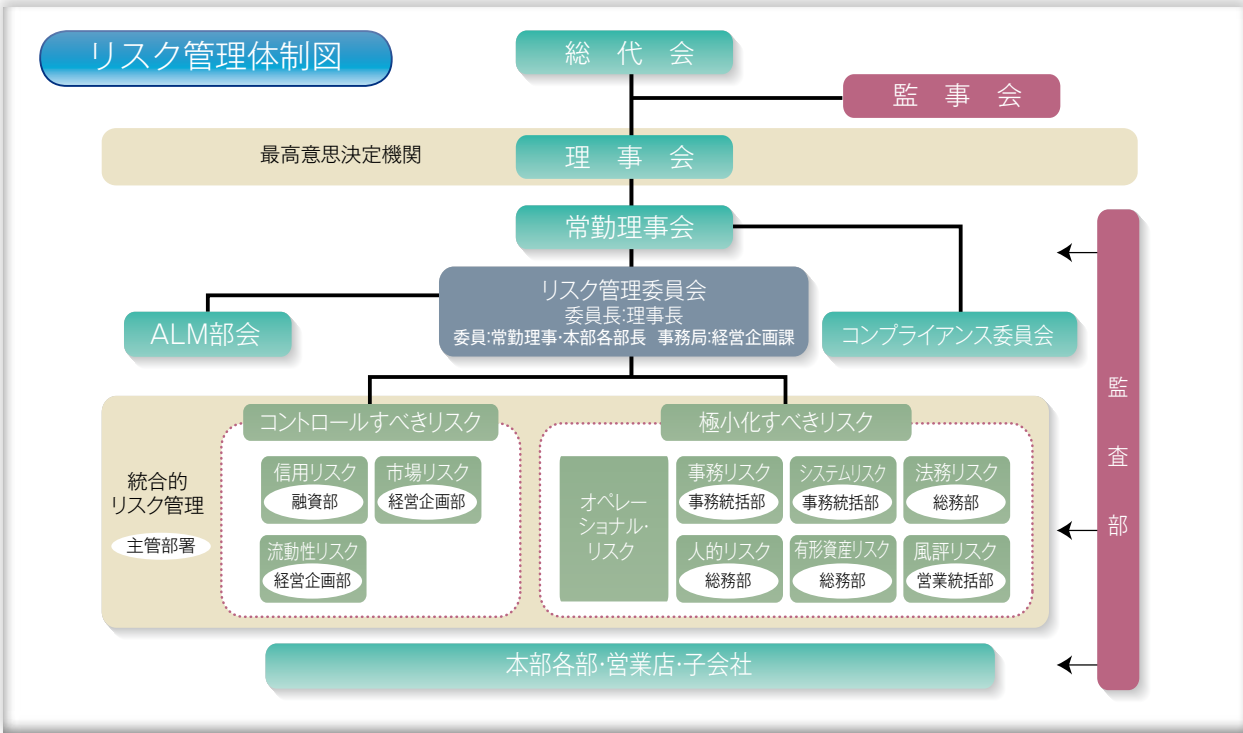 リスク管理体制図
総代会
監事会
最高意思決定機関
理事会
常勤理事会
リスク管理委員会
委員長:理事長
委員:常勤理事・本部各部長 事務局:経営企画課
ALM部会
コンプライアンス委員会
監査部
統合的
リスク管理
主管部署
コントロールすべきリスク
信用リスク
融資部
市場リスク
経営企画部
流動性リスク
経営企画部
極小化すべきリスク
オペレー
ショナル・
リスク
事務リスク
事務統括部
システムリスク
事務統括部
法務リスク
総務部
人的リスク
総務部
有形資産リスク
総務部
風評リスク
営業統括部
本部各部・営業店・子会社